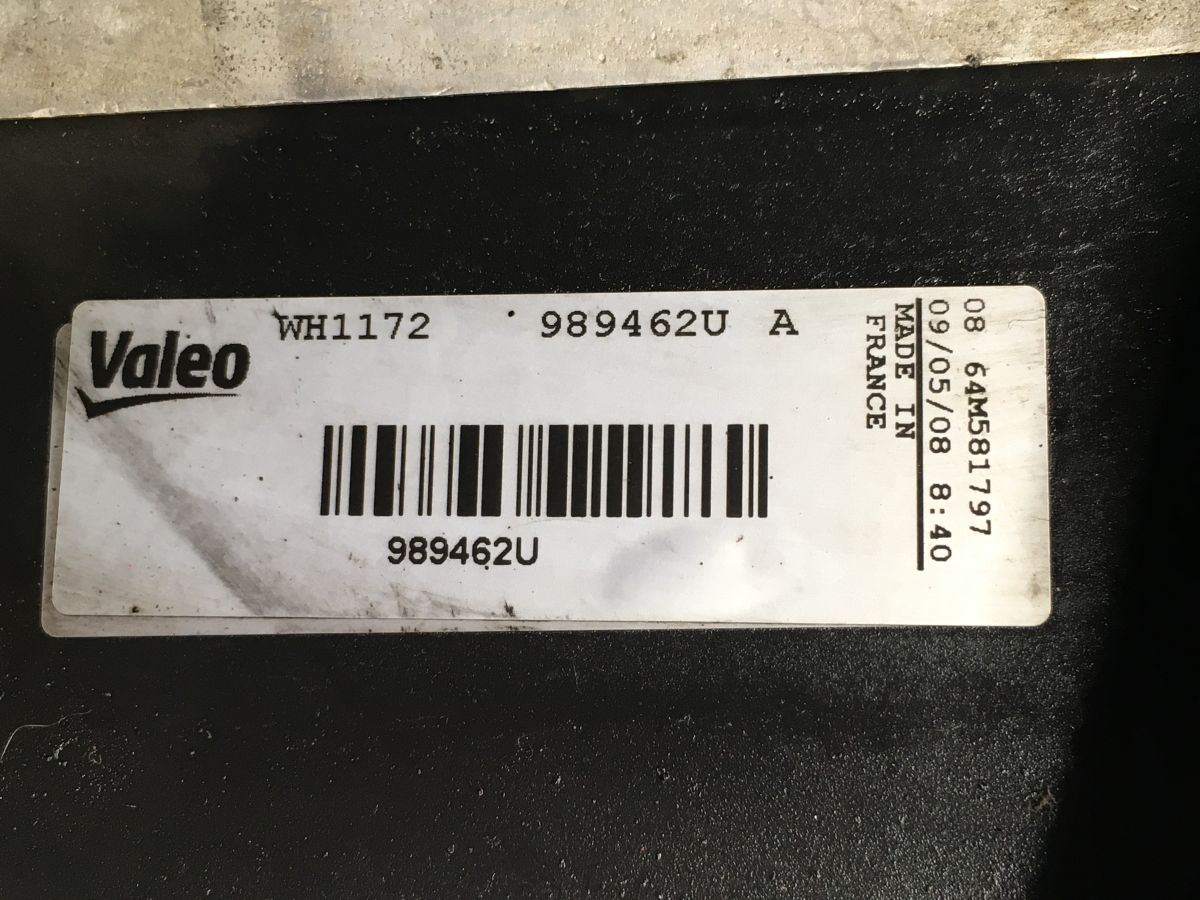 Valeo
WH1172 989462U A
989462U
08 64M581797
09/05/08 8:40
MADE IN
FRANCE